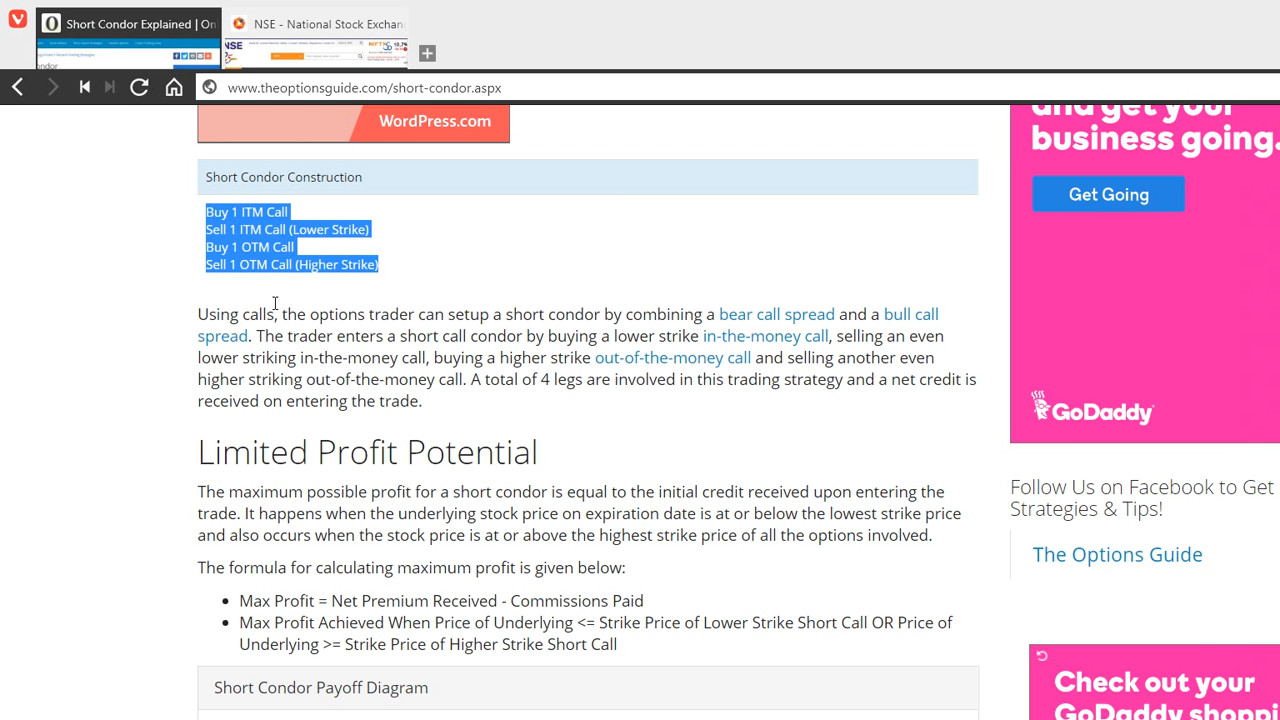 Short Condor Explained | On
NSE - National Stock Exchan
www.theoptionsguide.com/short-condor.aspx
WordPress.com
Short Condor Construction
Buy 1 ITM Call
Sell 1 ITM Call (Lower Strike)
Buy 1 OTM Call
Sell 1 OTM Call (Higher Strike)
Using calls, the options trader can setup a short condor by combining a bear call spread and a bull call
spread. The trader enters a short call condor by buying a lower strike in-the-money call, selling an even
lower striking in-the-money call, buying a higher strike out-of-the-money call and selling another even
higher striking out-of-the-money call. A total of 4 legs are involved in this trading strategy and a net credit is
received on entering the trade.
Limited Profit Potential
The maximum possible profit for a short condor is equal to the initial credit received upon entering the
trade. It happens when the underlying stock price on expiration date is at or below the lowest strike price
and also occurs when the stock price is at or above the highest strike price of all the options involved.
The formula for calculating maximum profit is given below:
Max Profit = Net Premium Received - Commissions Paid
Max Profit Achieved When Price of Underlying <= Strike Price of Lower Strike Short Call OR Price of
Underlying >= Strike Price of Higher Strike Short Call
Short Condor Payoff Diagram
and get your
business going.
Get Going
GoDaddy
Follow Us on Facebook to Get
Strategies & Tips!
The Options Guide
Check out your
GoDaddy shoppi